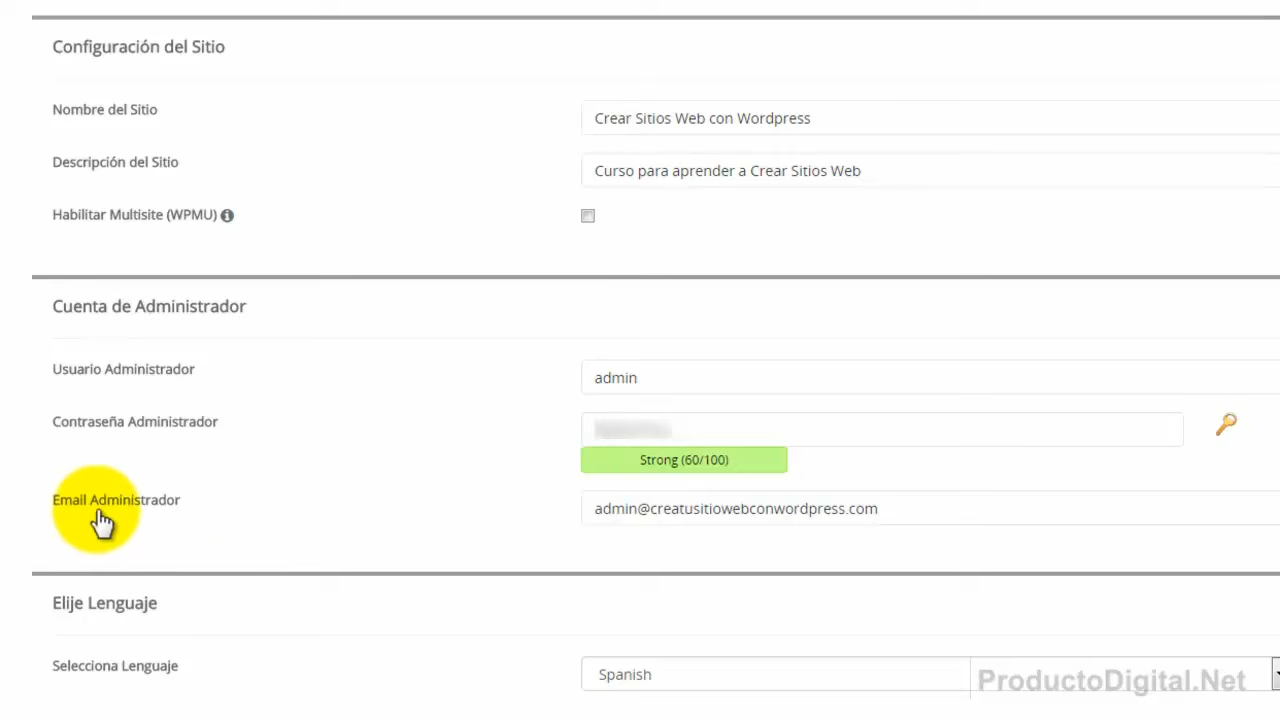 Configuración del Sitio
Nombre del Sitio
Crear Sitios Web con Wordpress
Descripción del Sitio
Curso para aprender a Crear Sitios Web
Habilitar Multisite (WPMU)
Cuenta de Administrador
Usuario Administrador
admin
Contraseña Administrador
Strong (60/100)
Email Administrador
admin@creatusitiowebconwordpress.com
Elije Lenguaje
Selecciona Lenguaje
Spanish
ProductoDigital.Net